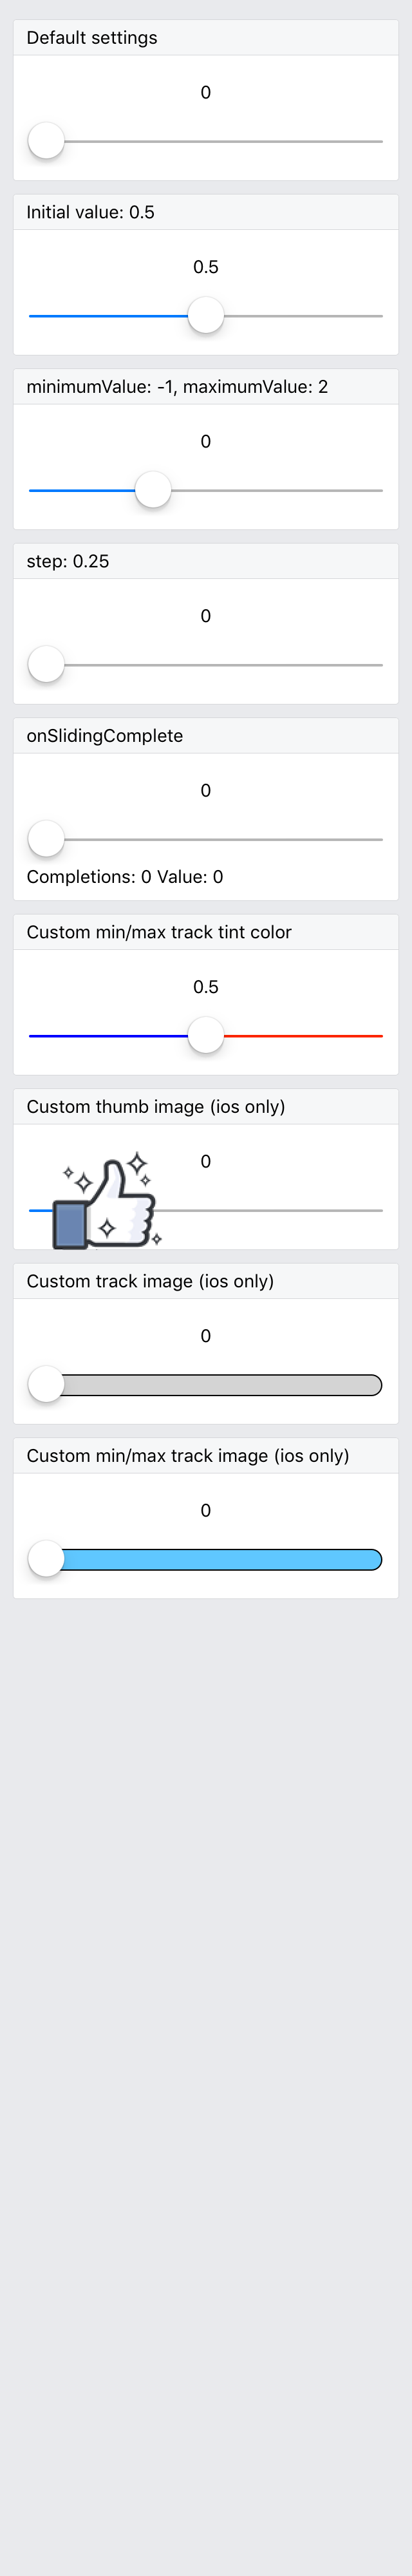 Default settings
0
Initial value: 0.5
0.5
minimumValue: -1, maximumValue: 2
0
step: 0.25
0
onSlidingComplete
0
Completions: 0 Value: 0
Custom min/max track tint color
0.5
Custom thumb image (ios only)
0
Custom track image (ios only)
0
Custom min/max track image (ios only)
0